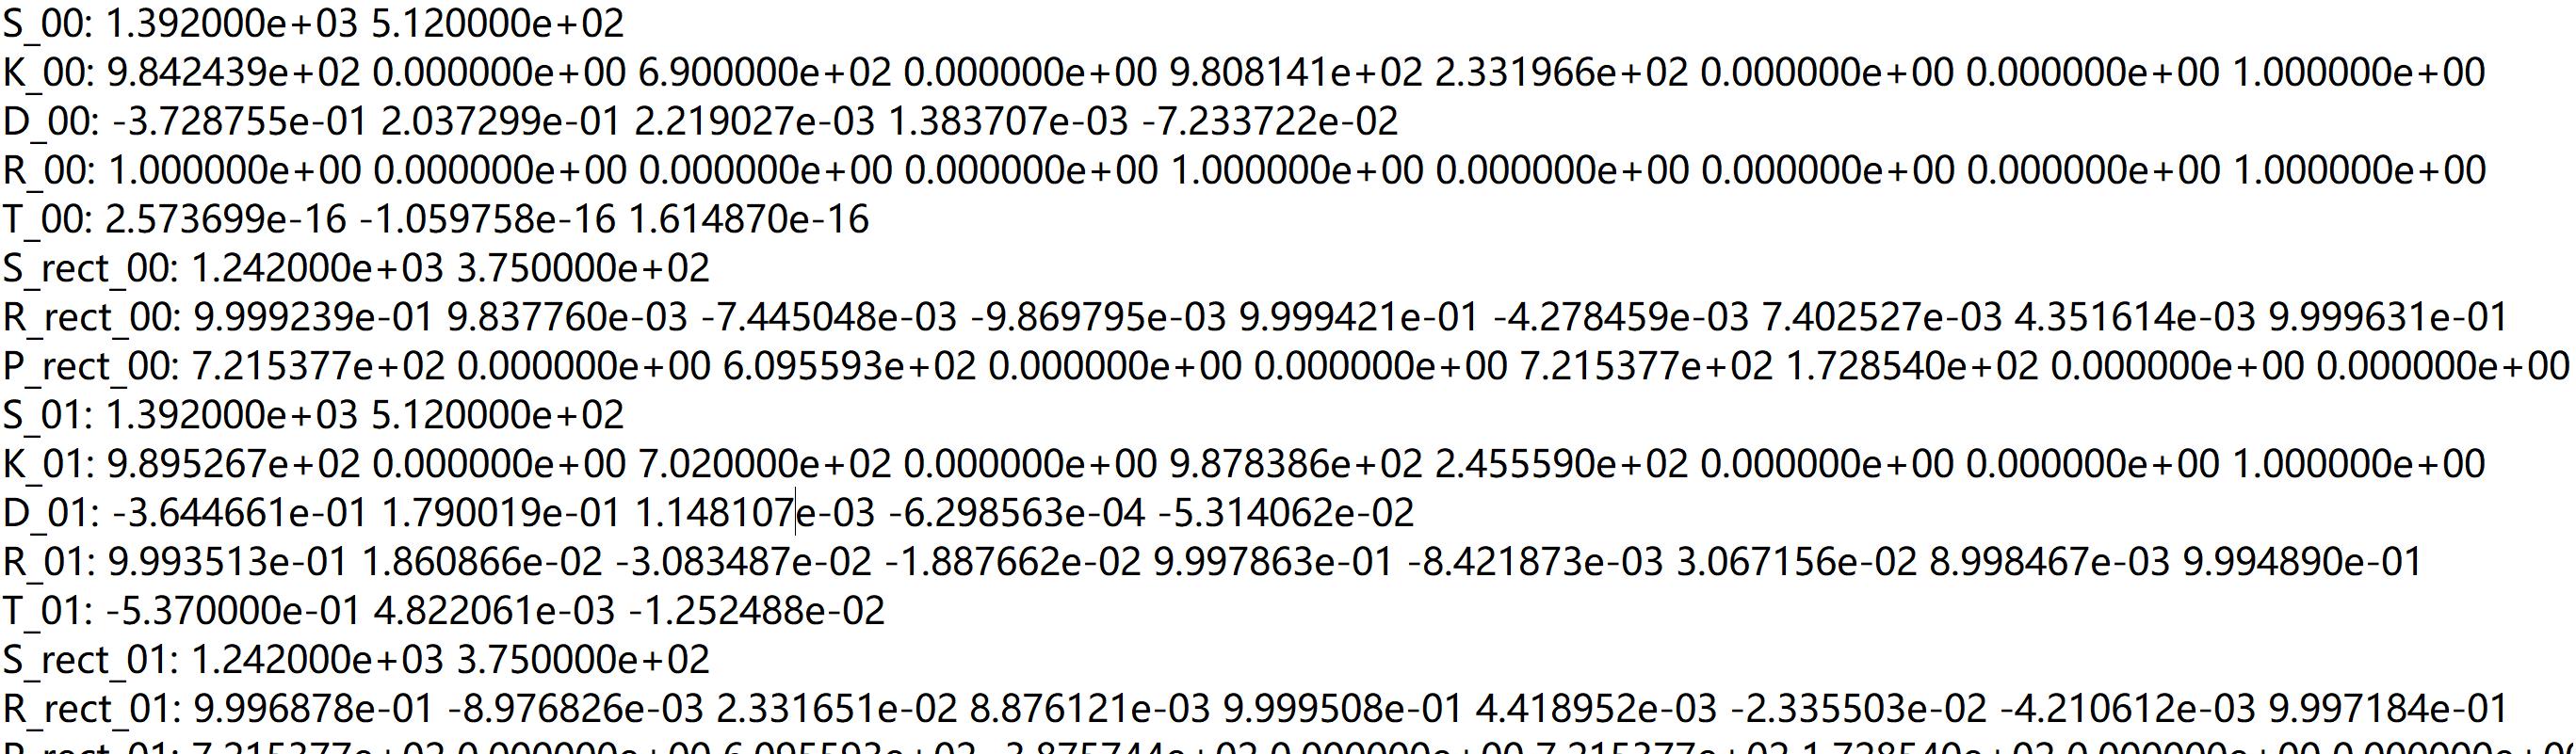 S_00: 1.392000e+03 5.120000e+02
K_00: 9.842439e+02 0.000000e+00 6.900000e+02 0.000000e+00 9.808141e+02 2.331966e+02 0.000000e+00 0.000000e+00 1.000000e+00
D_00: -3.728755e-01 2.037299e-01 2.219027e-03 1.383707e-03 -7.233722e-02
R_00: 1.000000e+00 0.000000e+00 0.000000e+00 0.000000e+00 1.000000e+00 0.000000e+00 0.000000e+00 0.000000e+00 1.000000e+00
T_00: 2.573699e-16 -1.059758e-16 1.614870e-16
S_rect_00: 1.242000e+03 3.750000e+02
R_rect_00: 9.999239e-01 9.837760e-03 -7.445048e-03 -9.869795e-03 9.999421e-01 -4.278459e-03 7.402527e-03 4.351614e-03 9.999631e-01
P_rect_00: 7.215377e+02 0.000000e+00 6.095593e+02 0.000000e+00 0.000000e+00 7.215377e+02 1.728540e+02 0.000000e+00 0.000000e+00
S_01: 1.392000e+03 5.120000e+02
K_01: 9.895267e+02 0.000000e+00 7.020000e+02 0.000000e+00 9.878386e+02 2.455590e+02 0.000000e+00 0.000000e+00 1.000000e+00
D_01: -3.644661e-01 1.790019e-01 1.148107e-03 -6.298563e-04 -5.314062e-02
R_01: 9.993513e-01 1.860866e-02 -3.083487e-02 -1.887662e-02 9.997863e-01 -8.421873e-03 3.067156e-02 8.998467e-03 9.994890e-01
T_01: -5.370000e-01 4.822061e-03 -1.252488e-02
S_rect_01: 1.242000e+03 3.750000e+02
R_rect_01: 9.996878e-01 -8.976826e-03 2.331651e-02 8.876121e-03 9.999508e-01 4.418952e-03 -2.335503e-02 -4.210612e-03 9.997184e-01